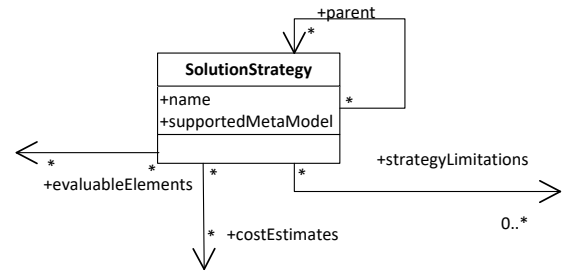 +parent
*
SolutionStrategy
+name
*
+supportedMetaModel
* * * * +strategyLimitations
+evaluableElements
0..*
* +costEstimates